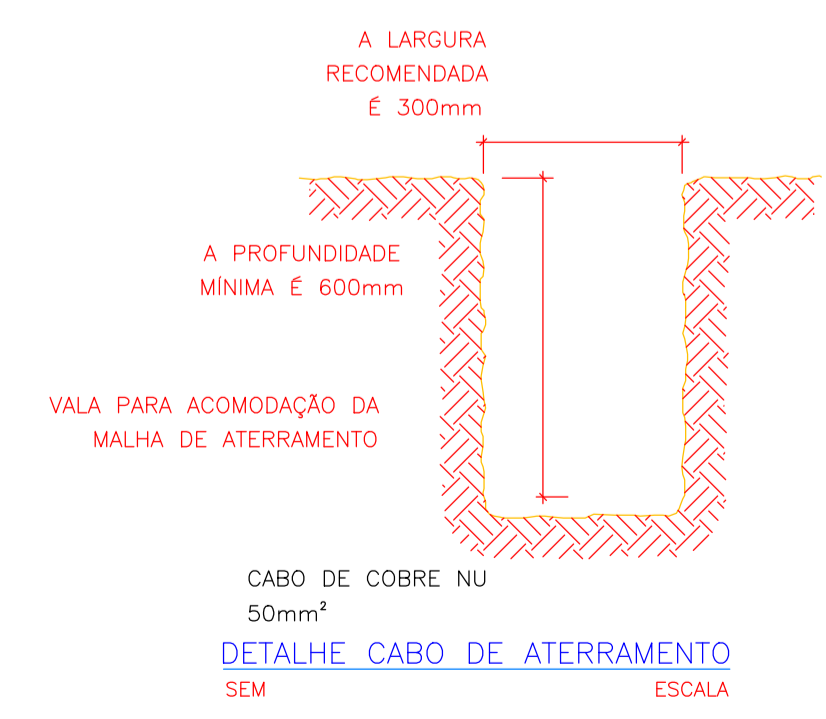 A LARGURA
RECOMENDADA
É 300mm
A PROFUNDIDADE
MÍNIMA É 600mm
VALA PARA ACOMODAÇÃO DA
MALHA DE ATERRAMENTO
CABO DE COBRE NU
50mm²
DETALHE CABO DE ATERRAMENTO
SEM ESCALA